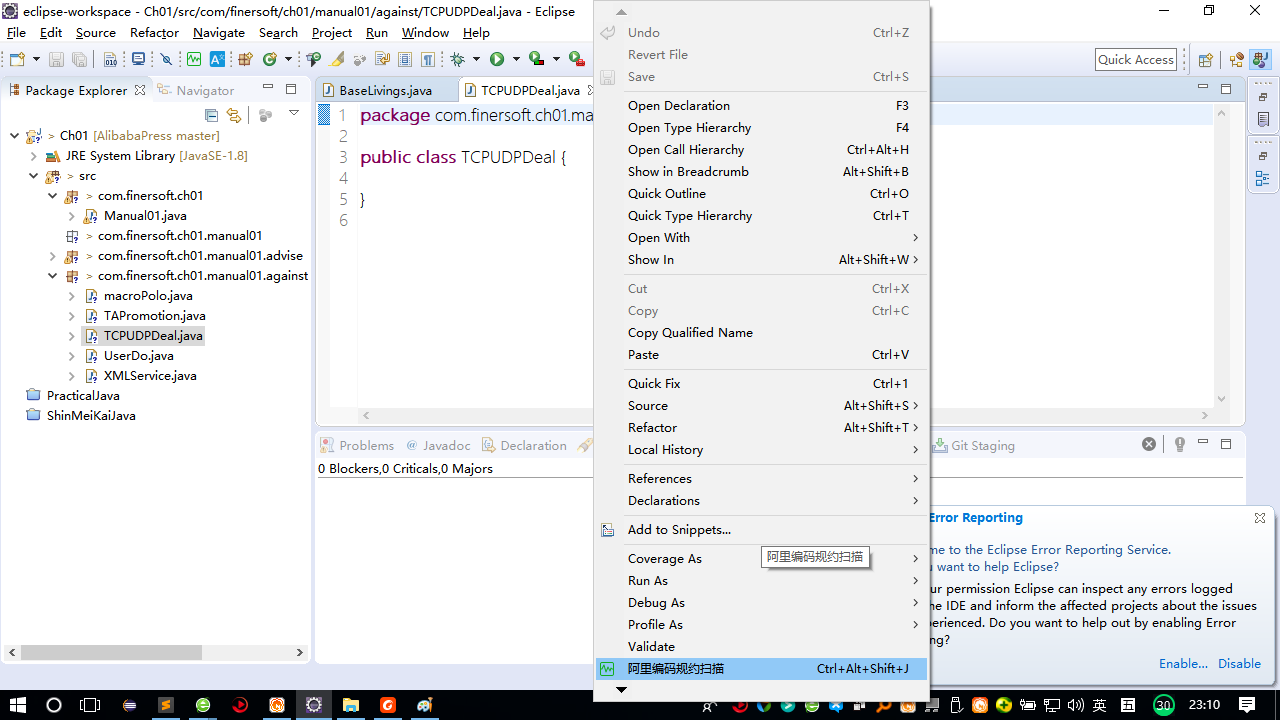 eclipse-workspace - Ch01/src/com/finersoft/ch01/manual01/against/TCPUDPDeal.java - Eclipse
File Edit Source Refactor Navigate Search Project Run Window Help
Quick Access
Package Explorer
Navigator
> Ch01 [AlibabaPress master]
JRE System Library [JavaSE-1.8]
> src
> com.finersoft.ch01
Manual01.java
> com.finersoft.ch01.manual01
> com.finersoft.ch01.manual01.advise
> com.finersoft.ch01.manual01.against
macroPolo.java
TAPromotion.java
TCPUDPDeal.java
UserDo.java
XMLService.java
PracticalJava
ShinMeiKaiJava
BaseLivings.java
TCPUDPDeal.java
1 package com.finersoft.ch01.ma
2
3 public class TCPUDPDeal {
4
5 }
6
Problems @ Javadoc Declaration
Git Staging
0 Blockers,0 Criticals,0 Majors
Undo Ctrl+Z
Revert File
Save Ctrl+S
Open Declaration F3
Open Type Hierarchy F4
Open Call Hierarchy Ctrl+Alt+H
Show in Breadcrumb Alt+Shift+B
Quick Outline Ctrl+O
Quick Type Hierarchy Ctrl+T
Open With
Show In Alt+Shift+W
Cut Ctrl+X
Copy Ctrl+C
Copy Qualified Name
Paste Ctrl+V
Quick Fix Ctrl+1
Source Alt+Shift+S
Refactor Alt+Shift+T
Local History
References
Declarations
Add to Snippets...
Coverage As
阿里编码规约扫描
Run As
Debug As
Profile As
Validate
阿里编码规约扫描 Ctrl+Alt+Shift+J
Error Reporting
me to the Eclipse Error Reporting Service.
want to help Eclipse?
ur permission Eclipse can inspect any errors logged
he IDE and inform the affected projects about the issues
perienced. Do you want to help out by enabling Error
ng?
Enable... Disable
英 五 30 23:10